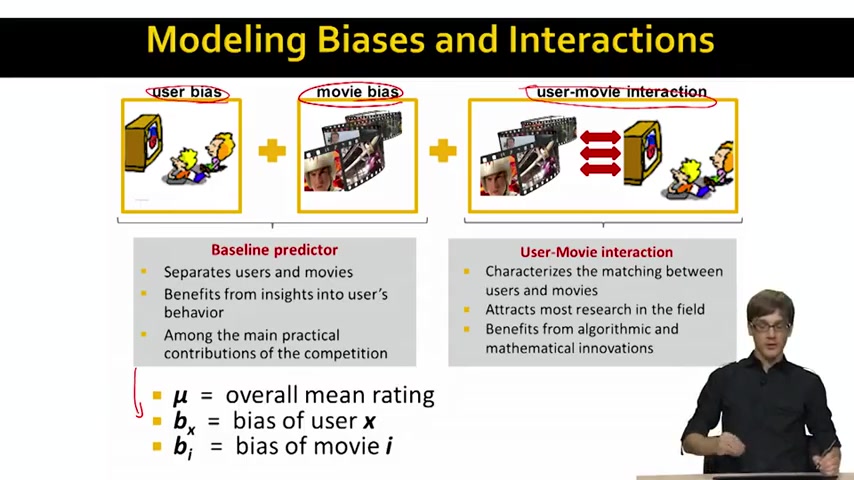 Modeling Biases and Interactions
user bias
movie bias
user-movie interaction
Baseline predictor
Separates users and movies
Benefits from insights into user's
behavior
Among the main practical
contributions of the competition
User-Movie interaction
Characterizes the matching between
users and movies
Attracts most research in the field
Benefits from algorithmic and
mathematical innovations
μ = overall mean rating
bx = bias of user x
bi = bias of movie i